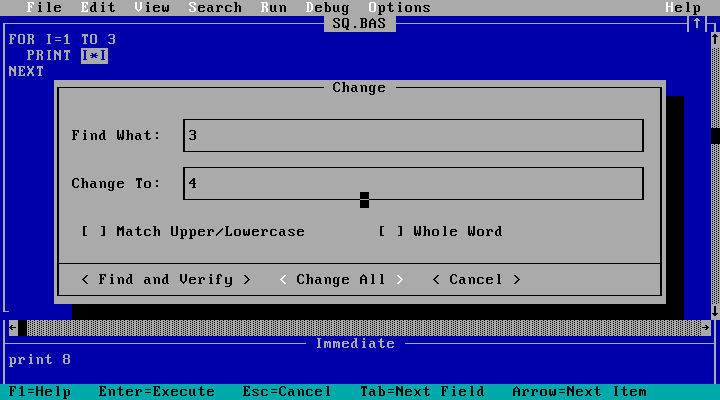 File Edit View Search Run Debug Options Help
SQ.BAS
↑
FOR I=1 TO 3
PRINT I*I
NEXT
Change
Find What: 3
Change To: 4
[ ] Match Upper/Lowercase [ ] Whole Word
< Find and Verify > < Change All > < Cancel >
Immediate
print 8
F1=Help Enter=Execute Esc=Cancel Tab=Next Field Arrow=Next Item